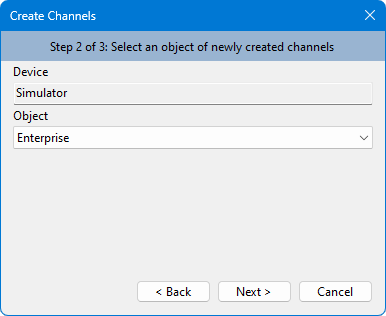 Create Channels
Step 2 of 3: Select an object of newly created channels
Device
Simulator
Object
Enterprise
< Back Next > Cancel